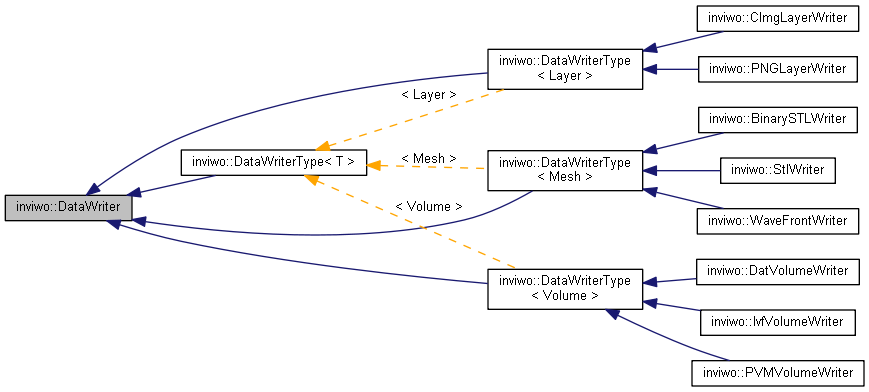 inviwo::CImgLayerWriter
inviwo::DataWriterType
< Layer >
inviwo::PNGLayerWriter
< Layer >
inviwo::BinarySTLWriter
inviwo::DataWriterType< T >
< Mesh >
inviwo::DataWriterType
< Mesh >
inviwo::StlWriter
inviwo::DataWriter
< Volume >
inviwo::WaveFrontWriter
inviwo::DatVolumeWriter
inviwo::DataWriterType
< Volume >
inviwo::IvfVolumeWriter
inviwo::PVMVolumeWriter